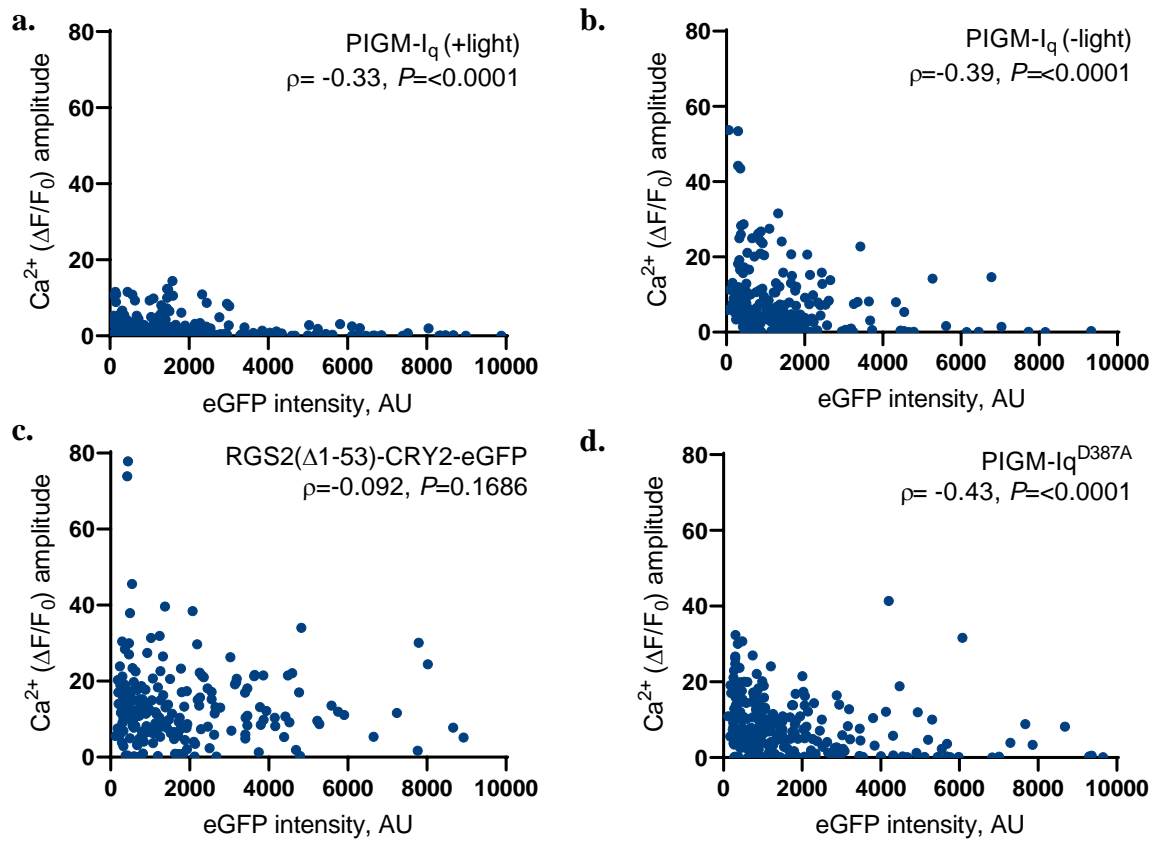 a.
PIGM-Iq (+light)
ρ= -0.33, P=<0.0001
Ca2+ (ΔF/F0) amplitude
80
60
40
20
0
0 2000 4000 6000 8000 10000
eGFP intensity, AU
b.
PIGM-Iq (-light)
ρ=-0.39, P=<0.0001
Ca2+ (ΔF/F0) amplitude
80
60
40
20
0
0 2000 4000 6000 8000 10000
eGFP intensity, AU
c.
RGS2(Δ1-53)-CRY2-eGFP
ρ=-0.092, P=0.1686
Ca2+ (ΔF/F0) amplitude
80
60
40
20
0
0 2000 4000 6000 8000 10000
eGFP intensity, AU
d.
PIGM-IqD387A
ρ= -0.43, P=<0.0001
Ca2+ (ΔF/F0) amplitude
80
60
40
20
0
0 2000 4000 6000 8000 10000
eGFP intensity, AU